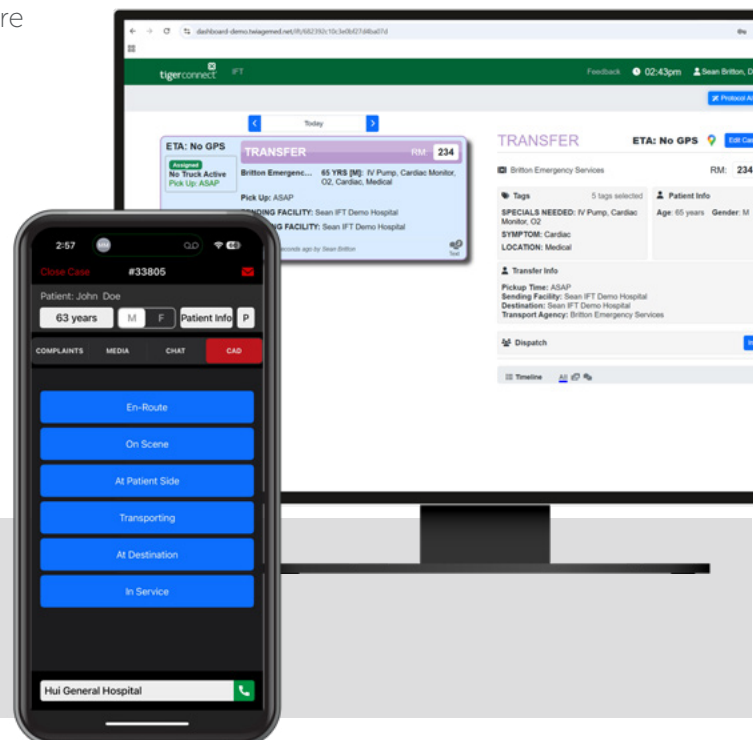 re
dashboard-demo.twiagemed.net/ift/682392c10c3e0bf27d4ba07d
tigerconnect IFT Feedback 02:43pm Sean Britton, D
Protocol
Today
ETA: No GPS
Assigned
No Truck Active
Pick Up: ASAP
TRANSFER RM: 234
Britton Emergenc... 65 YRS [M]: IV Pump, Cardiac Monitor, O2, Cardiac, Medical
Pick Up: ASAP
ENDING FACILITY: Sean IFT Demo Hospital
NG FACILITY: Sean IFT Demo Hospital
seconds ago by Sean Britton
Text
TRANSFER ETA: No GPS Edit Cas
Britton Emergency Services RM: 234
Tags 5 tags selected
SPECIALS NEEDED: IV Pump, Cardiac
Monitor, O2
SYMPTOM: Cardiac
LOCATION: Medical
Patient Info
Age: 65 years Gender: M
Transfer Info
Pickup Time: ASAP
Sending Facility: Sean IFT Demo Hospital
Destination: Sean IFT Demo Hospital
Transport Agency: Britton Emergency Services
Dispatch
Timeline All
2:57
Close Case #33805
Patient: John Doe
63 years M F Patient Info P
COMPLAINTS MEDIA CHAT CAD
En-Route
On Scene
At Patient Side
Transporting
At Destination
In Service
Hui General Hospital